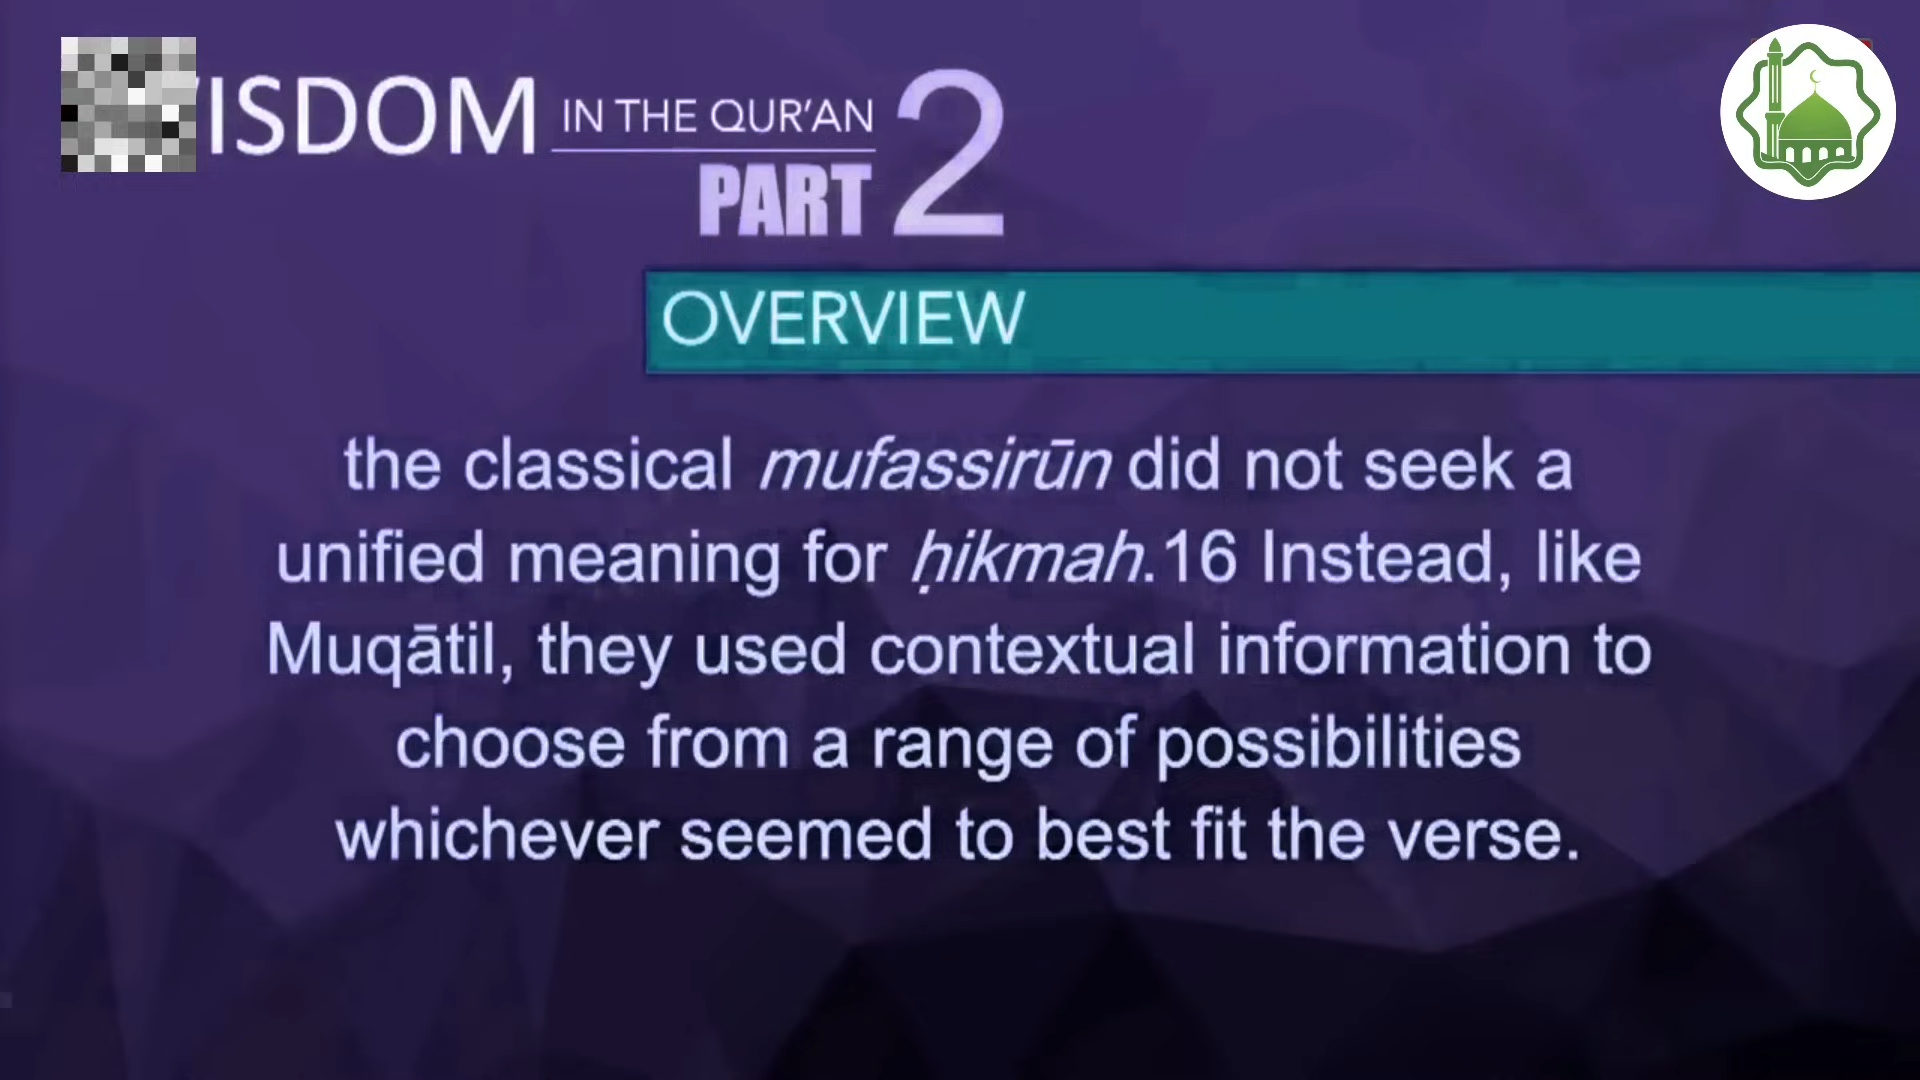 ISDOM IN THE QUR'AN
PART 2
OVERVIEW
the classical mufassirūn did not seek a
unified meaning for ḥikmah.16 Instead, like
Muqātil, they used contextual information to
choose from a range of possibilities
whichever seemed to best fit the verse.